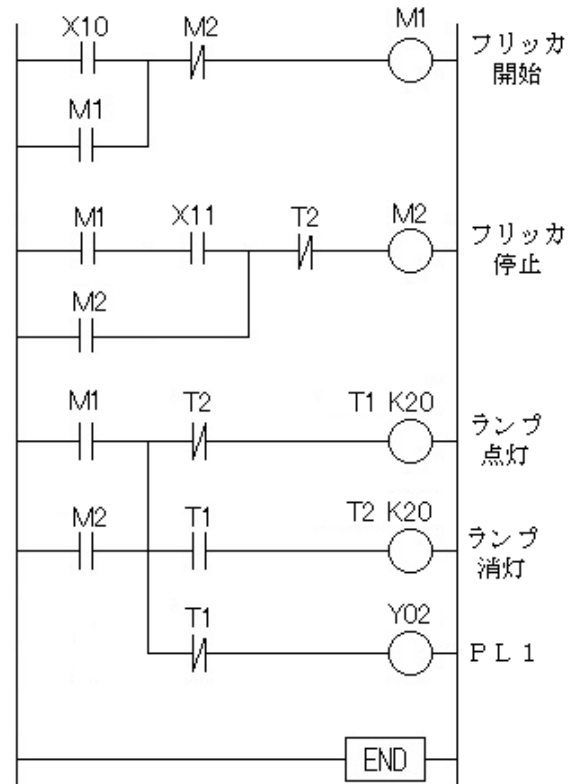 X10 M2 M1 フリッカ
開始
M1
M1 X11 T2 M2 フリッカ
停止
M2
M1 T2 T1 K20 ランプ
点灯
M2 T1 T2 K20 ランプ
消灯
T1 Y02 ＰＬ１
END